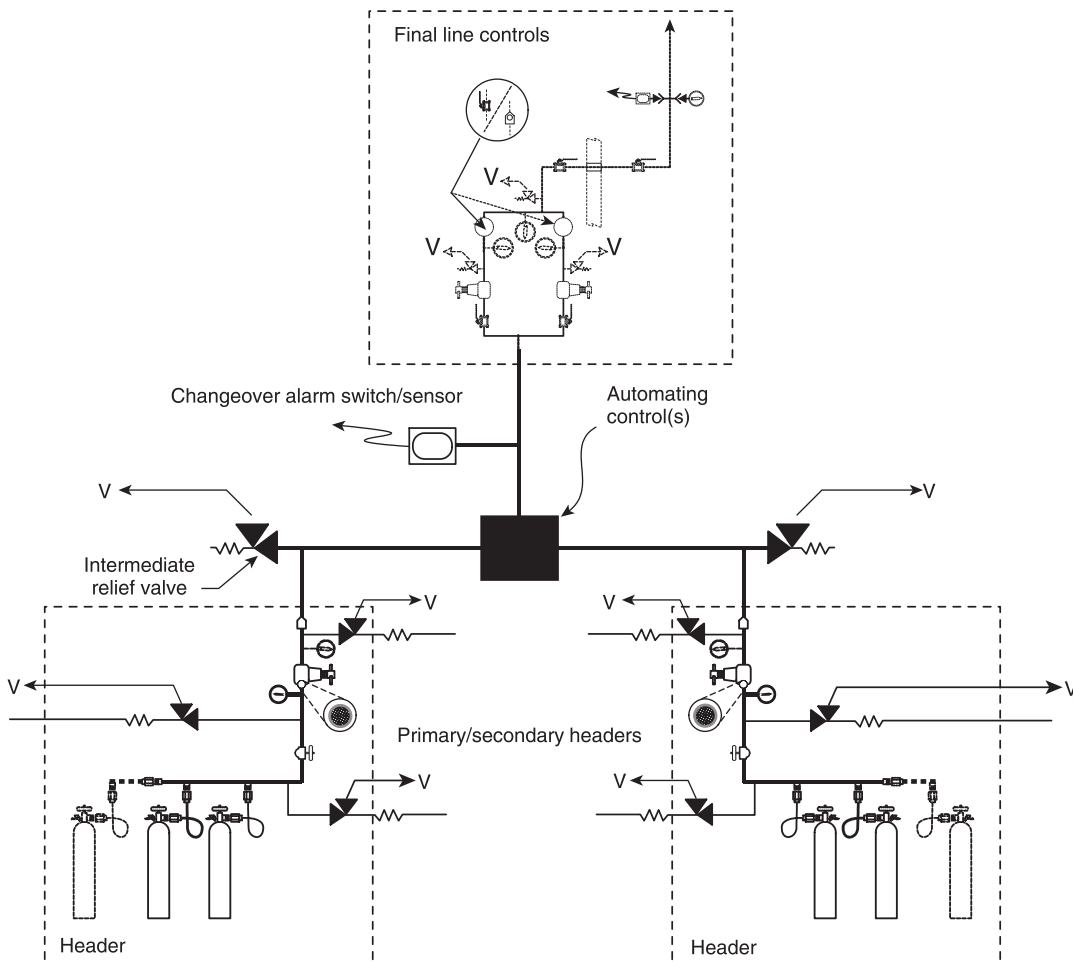 Final line controls
V
V
V
Changeover alarm switch/sensor
Automating
control(s)
V
V
Intermediate
relief valve
V
V
V
V
Primary/secondary headers
V
V
Header
Header